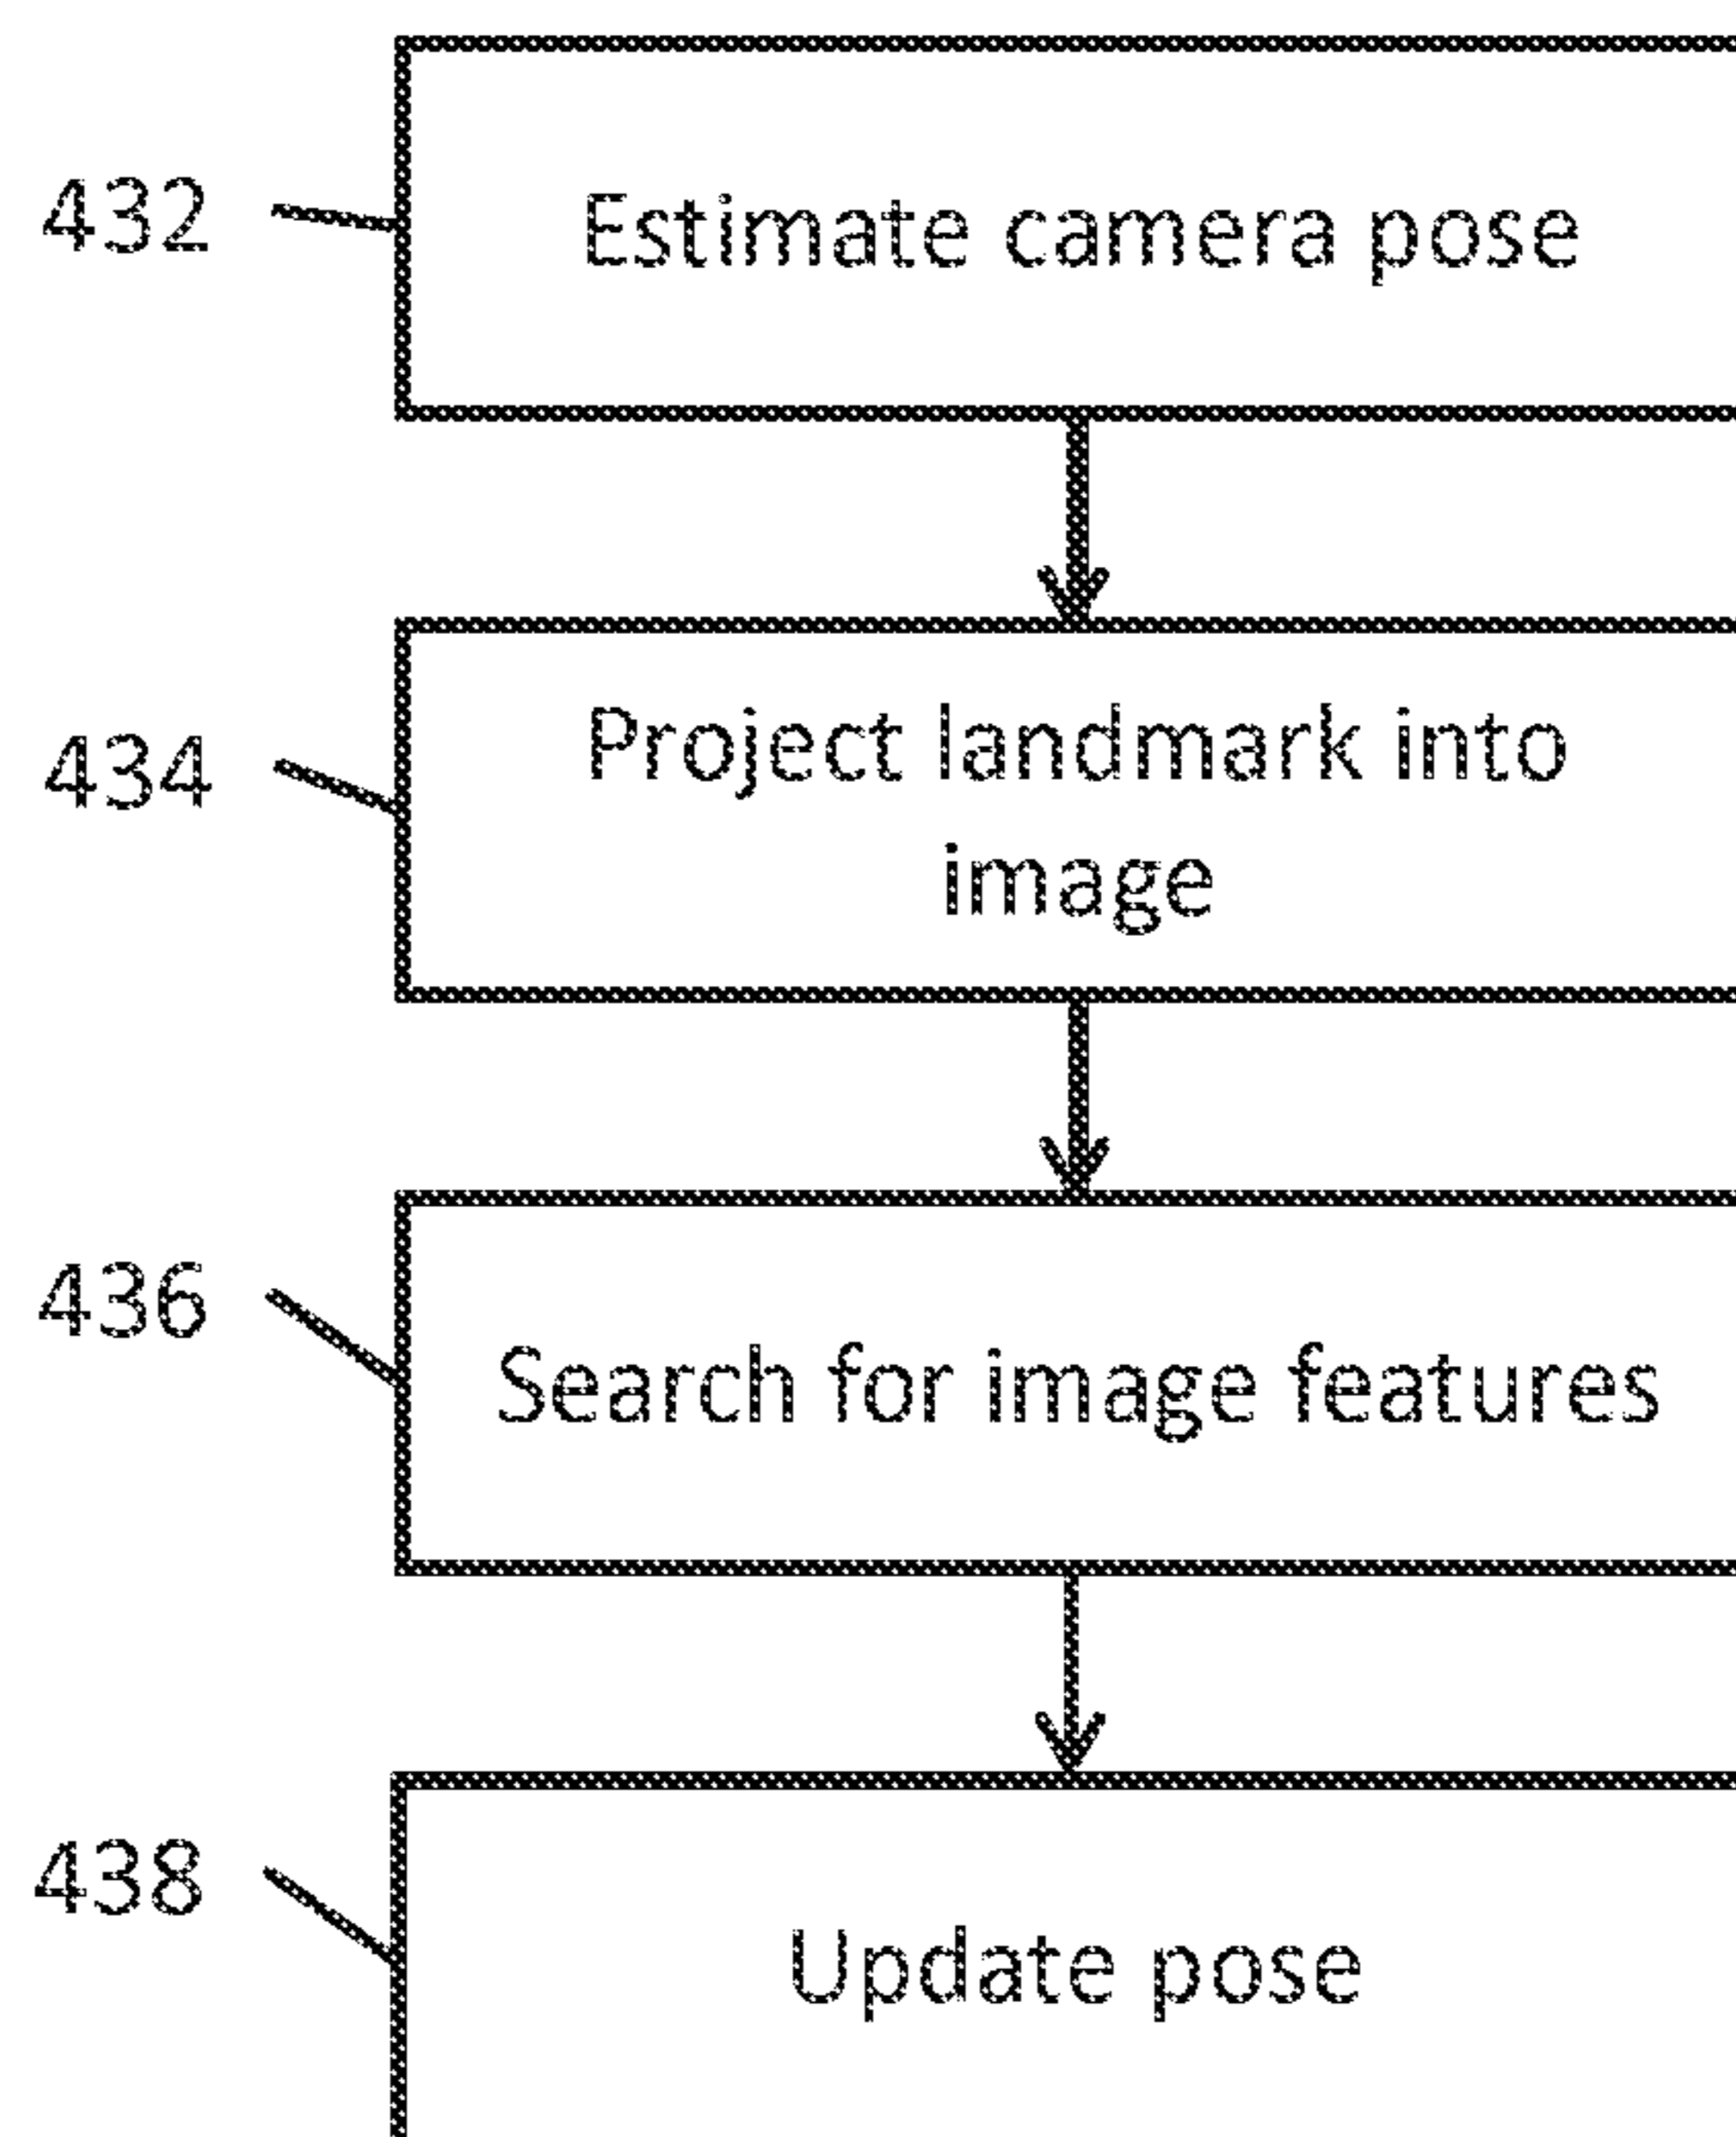 432
Estimate camera pose
434
Project landmark into
image
436
Search for image features
438
Update pose